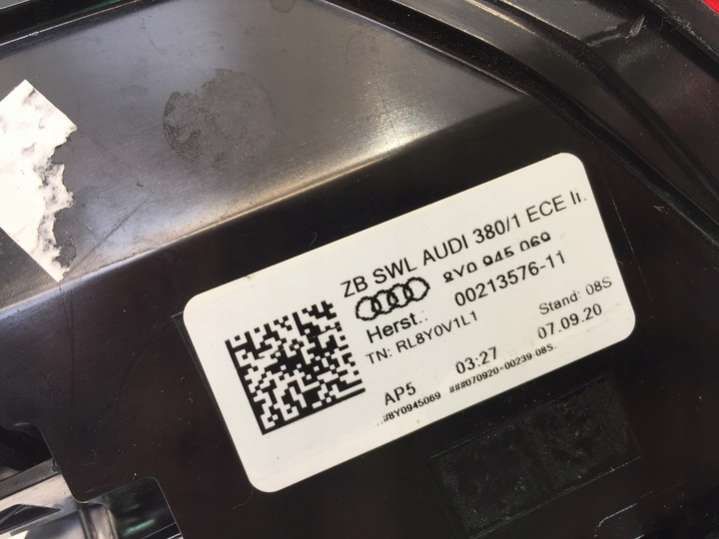 ZB SWL AUDI 380/1 ECE li.
8Y0 945 069
Herst.: 00213576-11
TN: RL8Y0V1L1
Stand: 08S
AP5 03:27 07.09.20
#8Y0945069 ###070920-00239-08S.